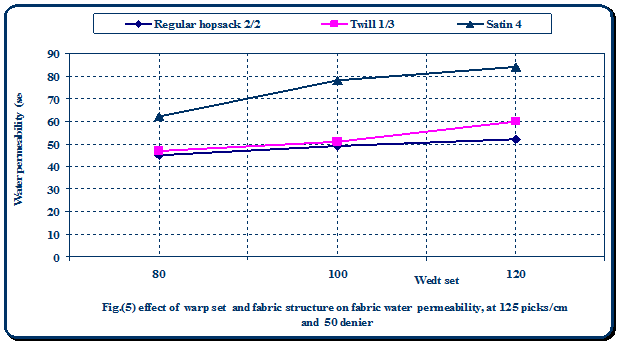 Regular hopsack 2/2 Twill 1/3 Satin 4
Water permeability (se
90
80
70
60
50
40
30
20
10
0
80 100 120
Wedt set
Fig.(5) effect of warp set and fabric structure on fabric water permeability, at 125 picks/cm
and 50 denier